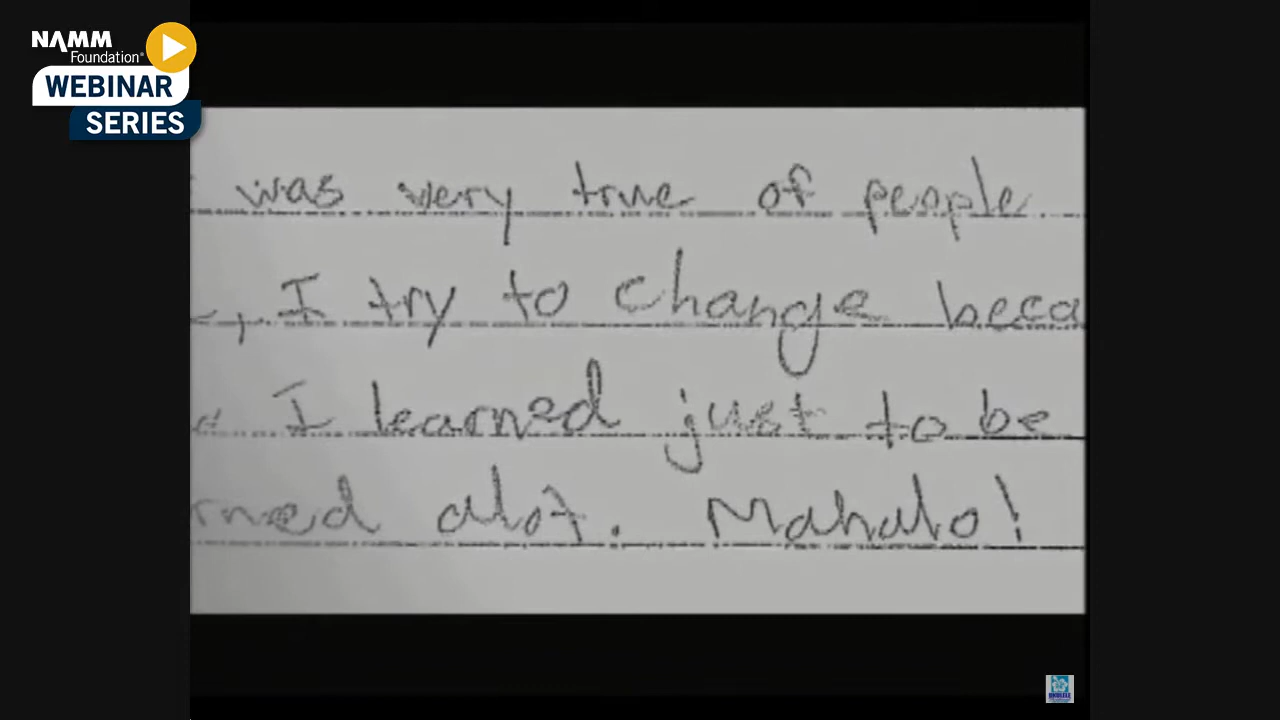 NAMM
Foundation®
WEBINAR
SERIES
was very true of people
, I try to change beca
I learned just to be
rned alot. Mahalo!